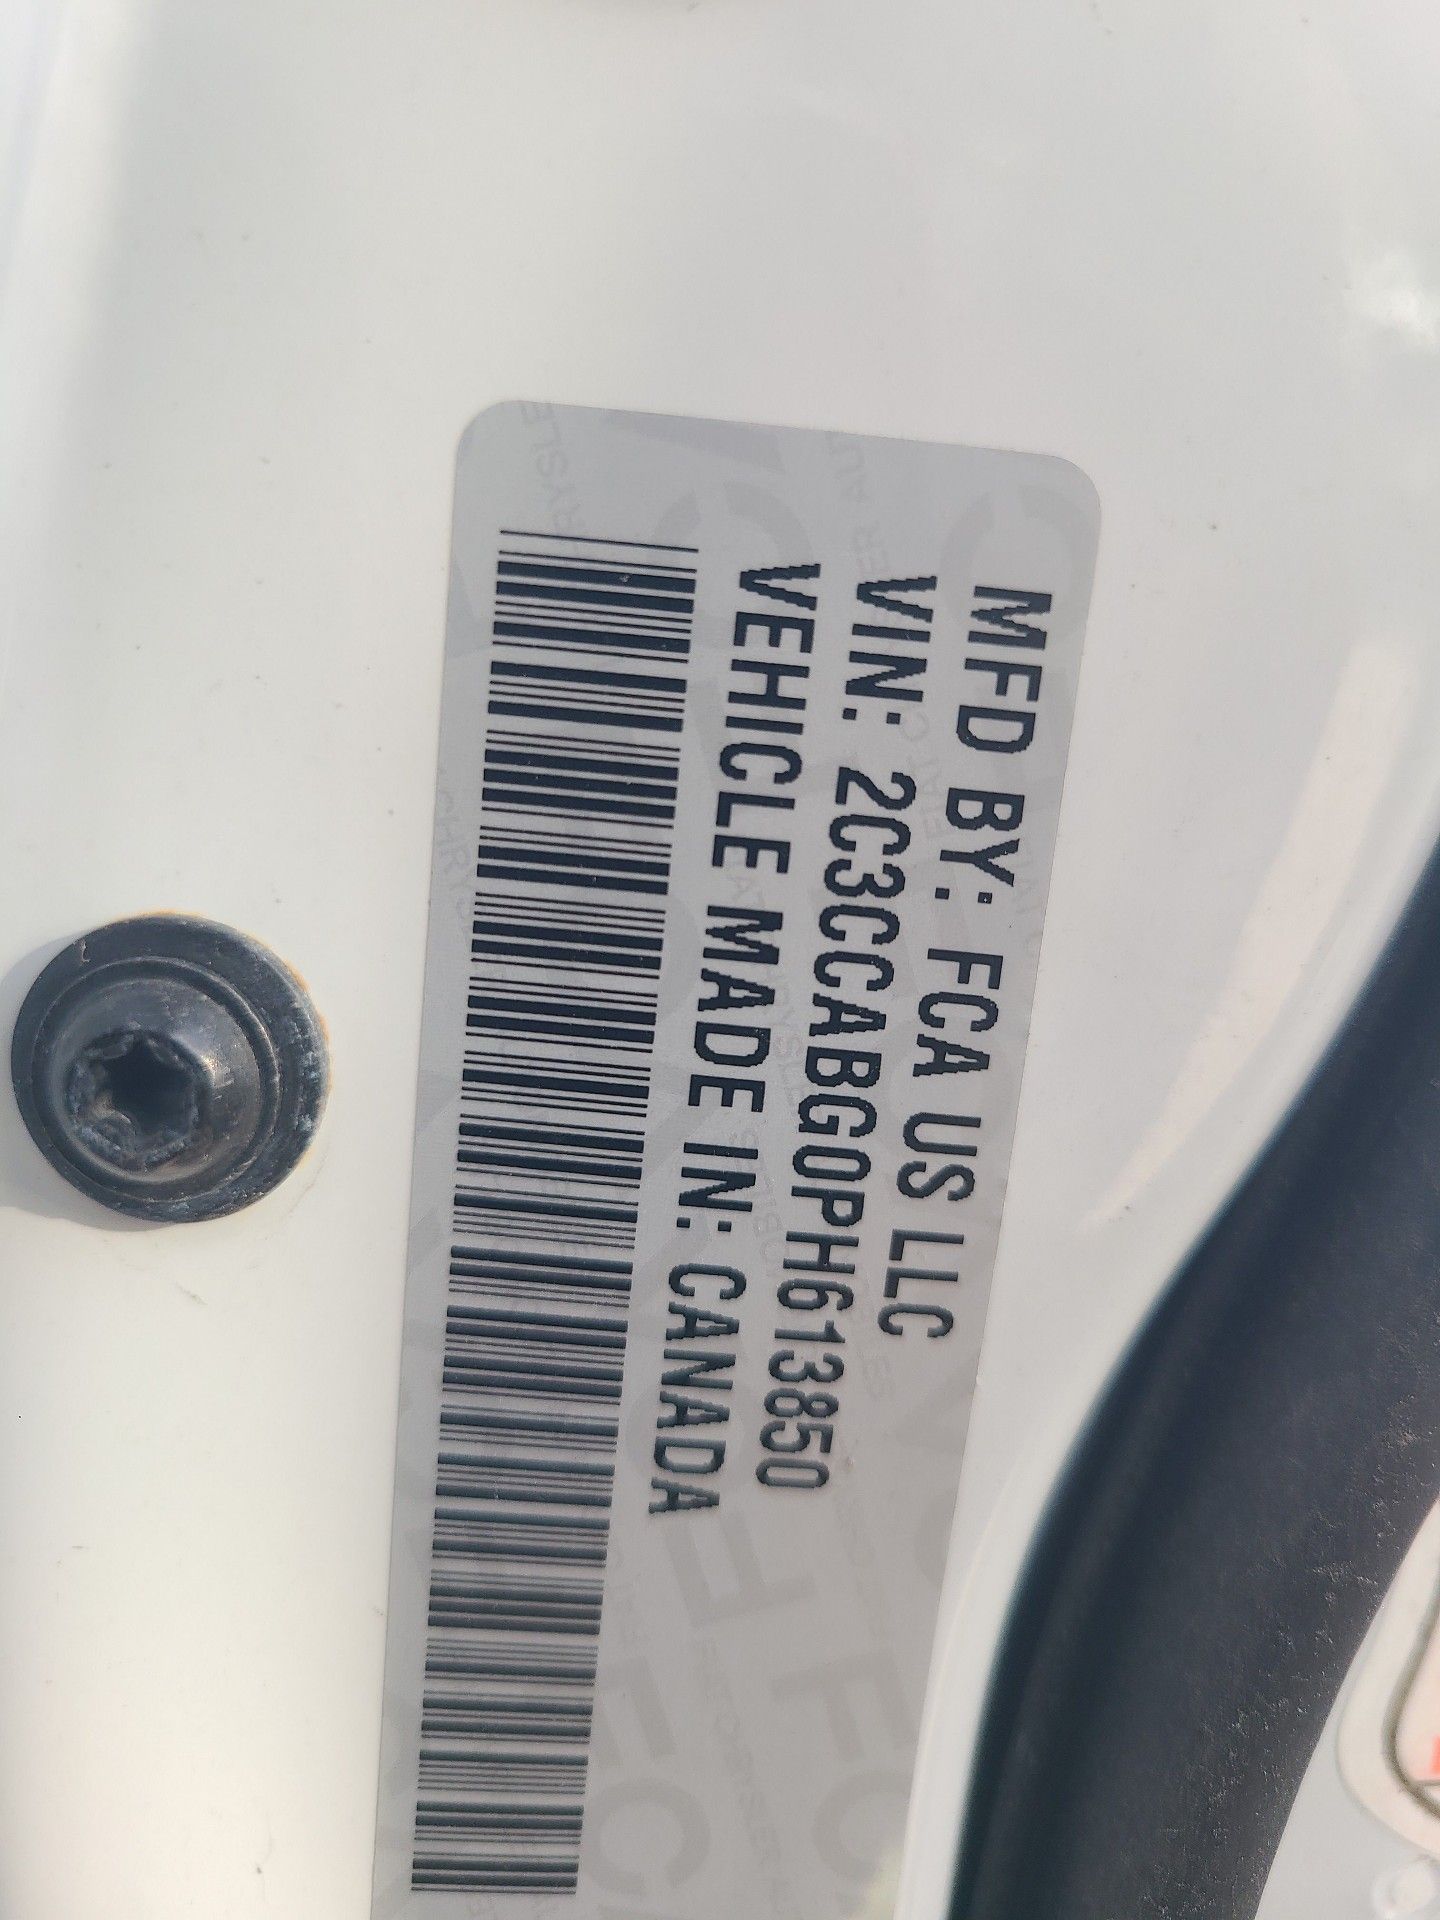 MFD BY: FCA US LLC
VIN: 2C3CCABG0PH613850
VEHICLE MADE IN: CANADA